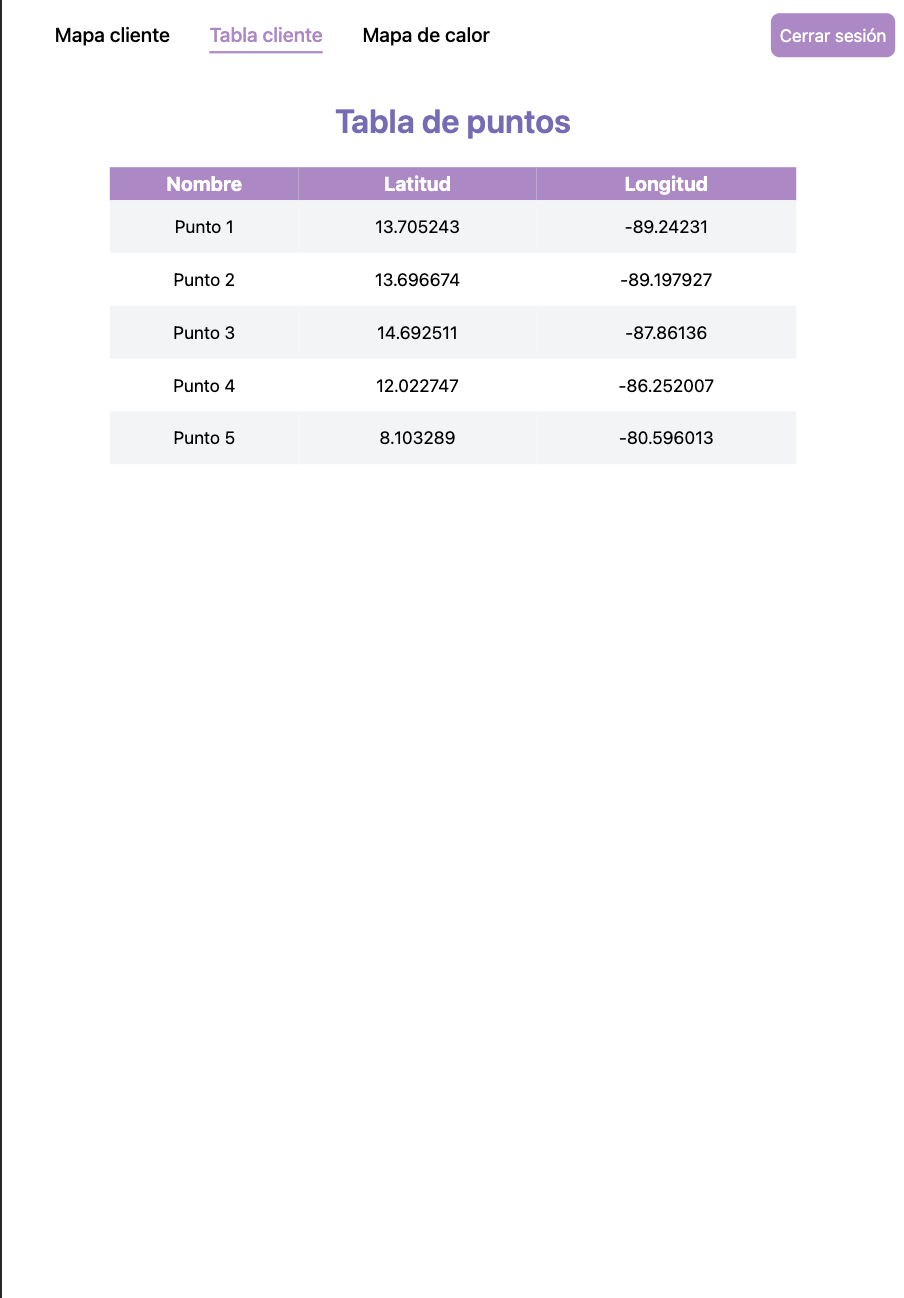 Mapa cliente Tabla cliente Mapa de calor Cerrar sesión
Tabla de puntos
Nombre Latitud Longitud
Punto 1 13.705243 -89.24231
Punto 2 13.696674 -89.197927
Punto 3 14.692511 -87.86136
Punto 4 12.022747 -86.252007
Punto 5 8.103289 -80.596013